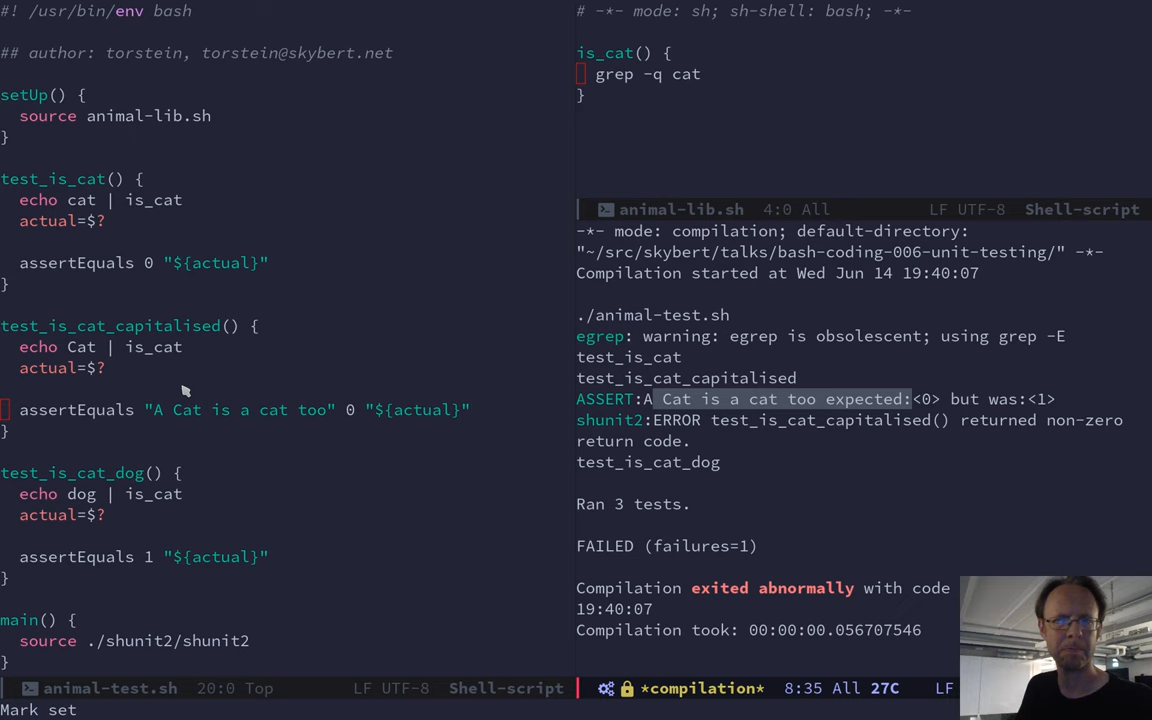 #! /usr/bin/env bash
## author: torstein, torstein@skybert.net
setUp() {
source animal-lib.sh
}
test_is_cat() {
echo cat | is_cat
actual=$?
assertEquals 0 "${actual}"
}
test_is_cat_capitalised() {
echo Cat | is_cat
actual=$?
assertEquals "A Cat is a cat too" 0 "${actual}"
}
test_is_cat_dog() {
echo dog | is_cat
actual=$?
assertEquals 1 "${actual}"
}
main() {
source ./shunit2/shunit2
}
animal-test.sh 20:0 Top LF UTF-8 Shell-script
Mark set
# -*- mode: sh; sh-shell: bash; -*-
is_cat() {
grep -q cat
}
animal-lib.sh 4:0 All LF UTF-8 Shell-script
-*- mode: compilation; default-directory:
"~/src/skybert/talks/bash-coding-006-unit-testing/" -*-
Compilation started at Wed Jun 14 19:40:07
./animal-test.sh
egrep: warning: egrep is obsolescent; using grep -E
test_is_cat
test_is_cat_capitalised
ASSERT:A Cat is a cat too expected:<0> but was:<1>
shunit2:ERROR test_is_cat_capitalised() returned non-zero
return code.
test_is_cat_dog
Ran 3 tests.
FAILED (failures=1)
Compilation exited abnormally with code
19:40:07
Compilation took: 00:00:00.056707546
*compilation* 8:35 All 27C LF